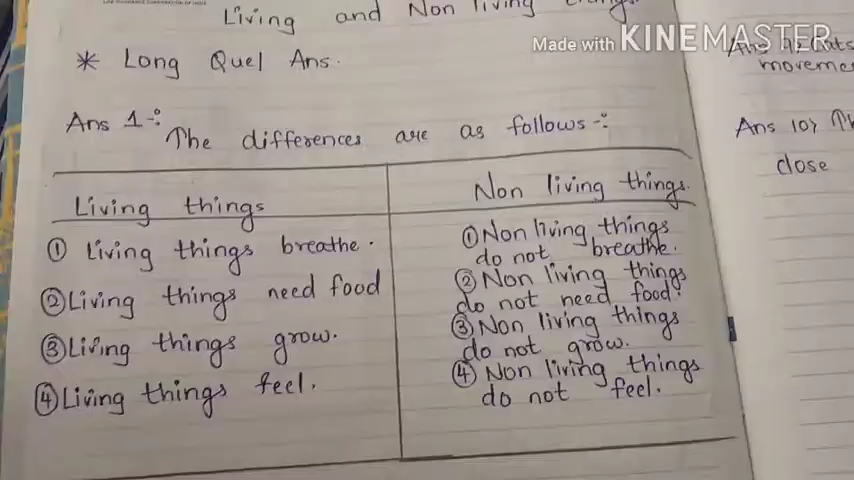 Living and Non living things
Made with KINEMASTER
* Long Quel Ans.
Ans 1-:
The differences are as follows-:
Living things
① Living things breathe.
② Living things need food
③ Living things grow.
④ Living things feel.
Non living things.
① Non living things
do not breathe.
② Non living things
do not need food.
③ Non living things
do not grow.
④ Non living things
do not feel.
moveme
Ans 10)
close